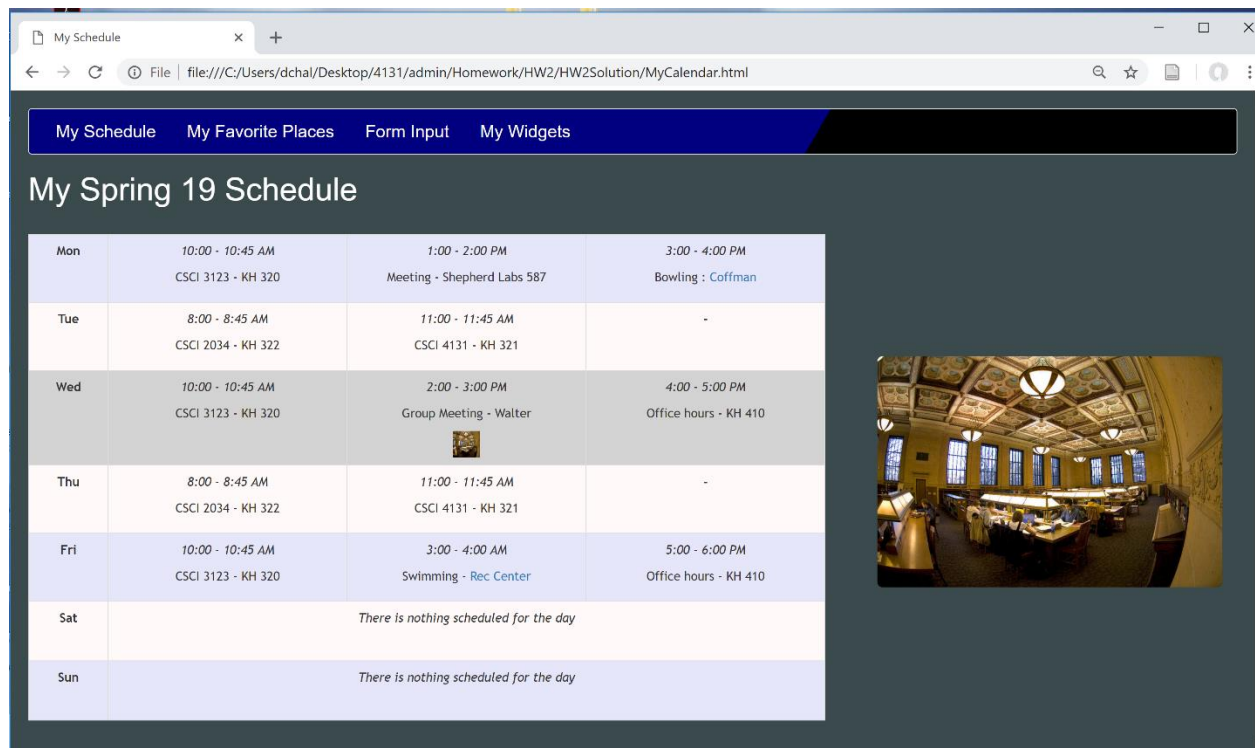 My Schedule
File file:///C:/Users/dchal/Desktop/4131/admin/Homework/HW2/HW2Solution/MyCalendar.html
My Schedule My Favorite Places Form Input My Widgets
My Spring 19 Schedule
Mon 10:00 - 10:45 AM 1:00 - 2:00 PM 3:00 - 4:00 PM
CSCI 3123 - KH 320 Meeting - Shepherd Labs 587 Bowling : Coffman
Tue 8:00 - 8:45 AM 11:00 - 11:45 AM -
CSCI 2034 - KH 322 CSCI 4131 - KH 321
Wed 10:00 - 10:45 AM 2:00 - 3:00 PM 4:00 - 5:00 PM
CSCI 3123 - KH 320 Group Meeting - Walter Office hours - KH 410
Thu 8:00 - 8:45 AM 11:00 - 11:45 AM -
CSCI 2034 - KH 322 CSCI 4131 - KH 321
Fri 10:00 - 10:45 AM 3:00 - 4:00 AM 5:00 - 6:00 PM
CSCI 3123 - KH 320 Swimming - Rec Center Office hours - KH 410
Sat There is nothing scheduled for the day
Sun There is nothing scheduled for the day